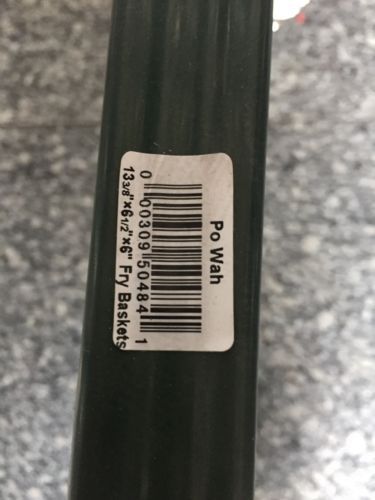 Po Wah
0 00309 50484 1
13 3/8"x6 1/2"x6" Fry Baskets